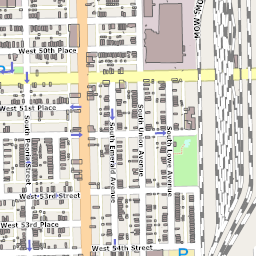 West 50th Place
West 51st Place
South Emerald Avenue
South Union Avenue
South Lowe Avenue
West 53rd Street
West 53rd Place
West 54th Street
P